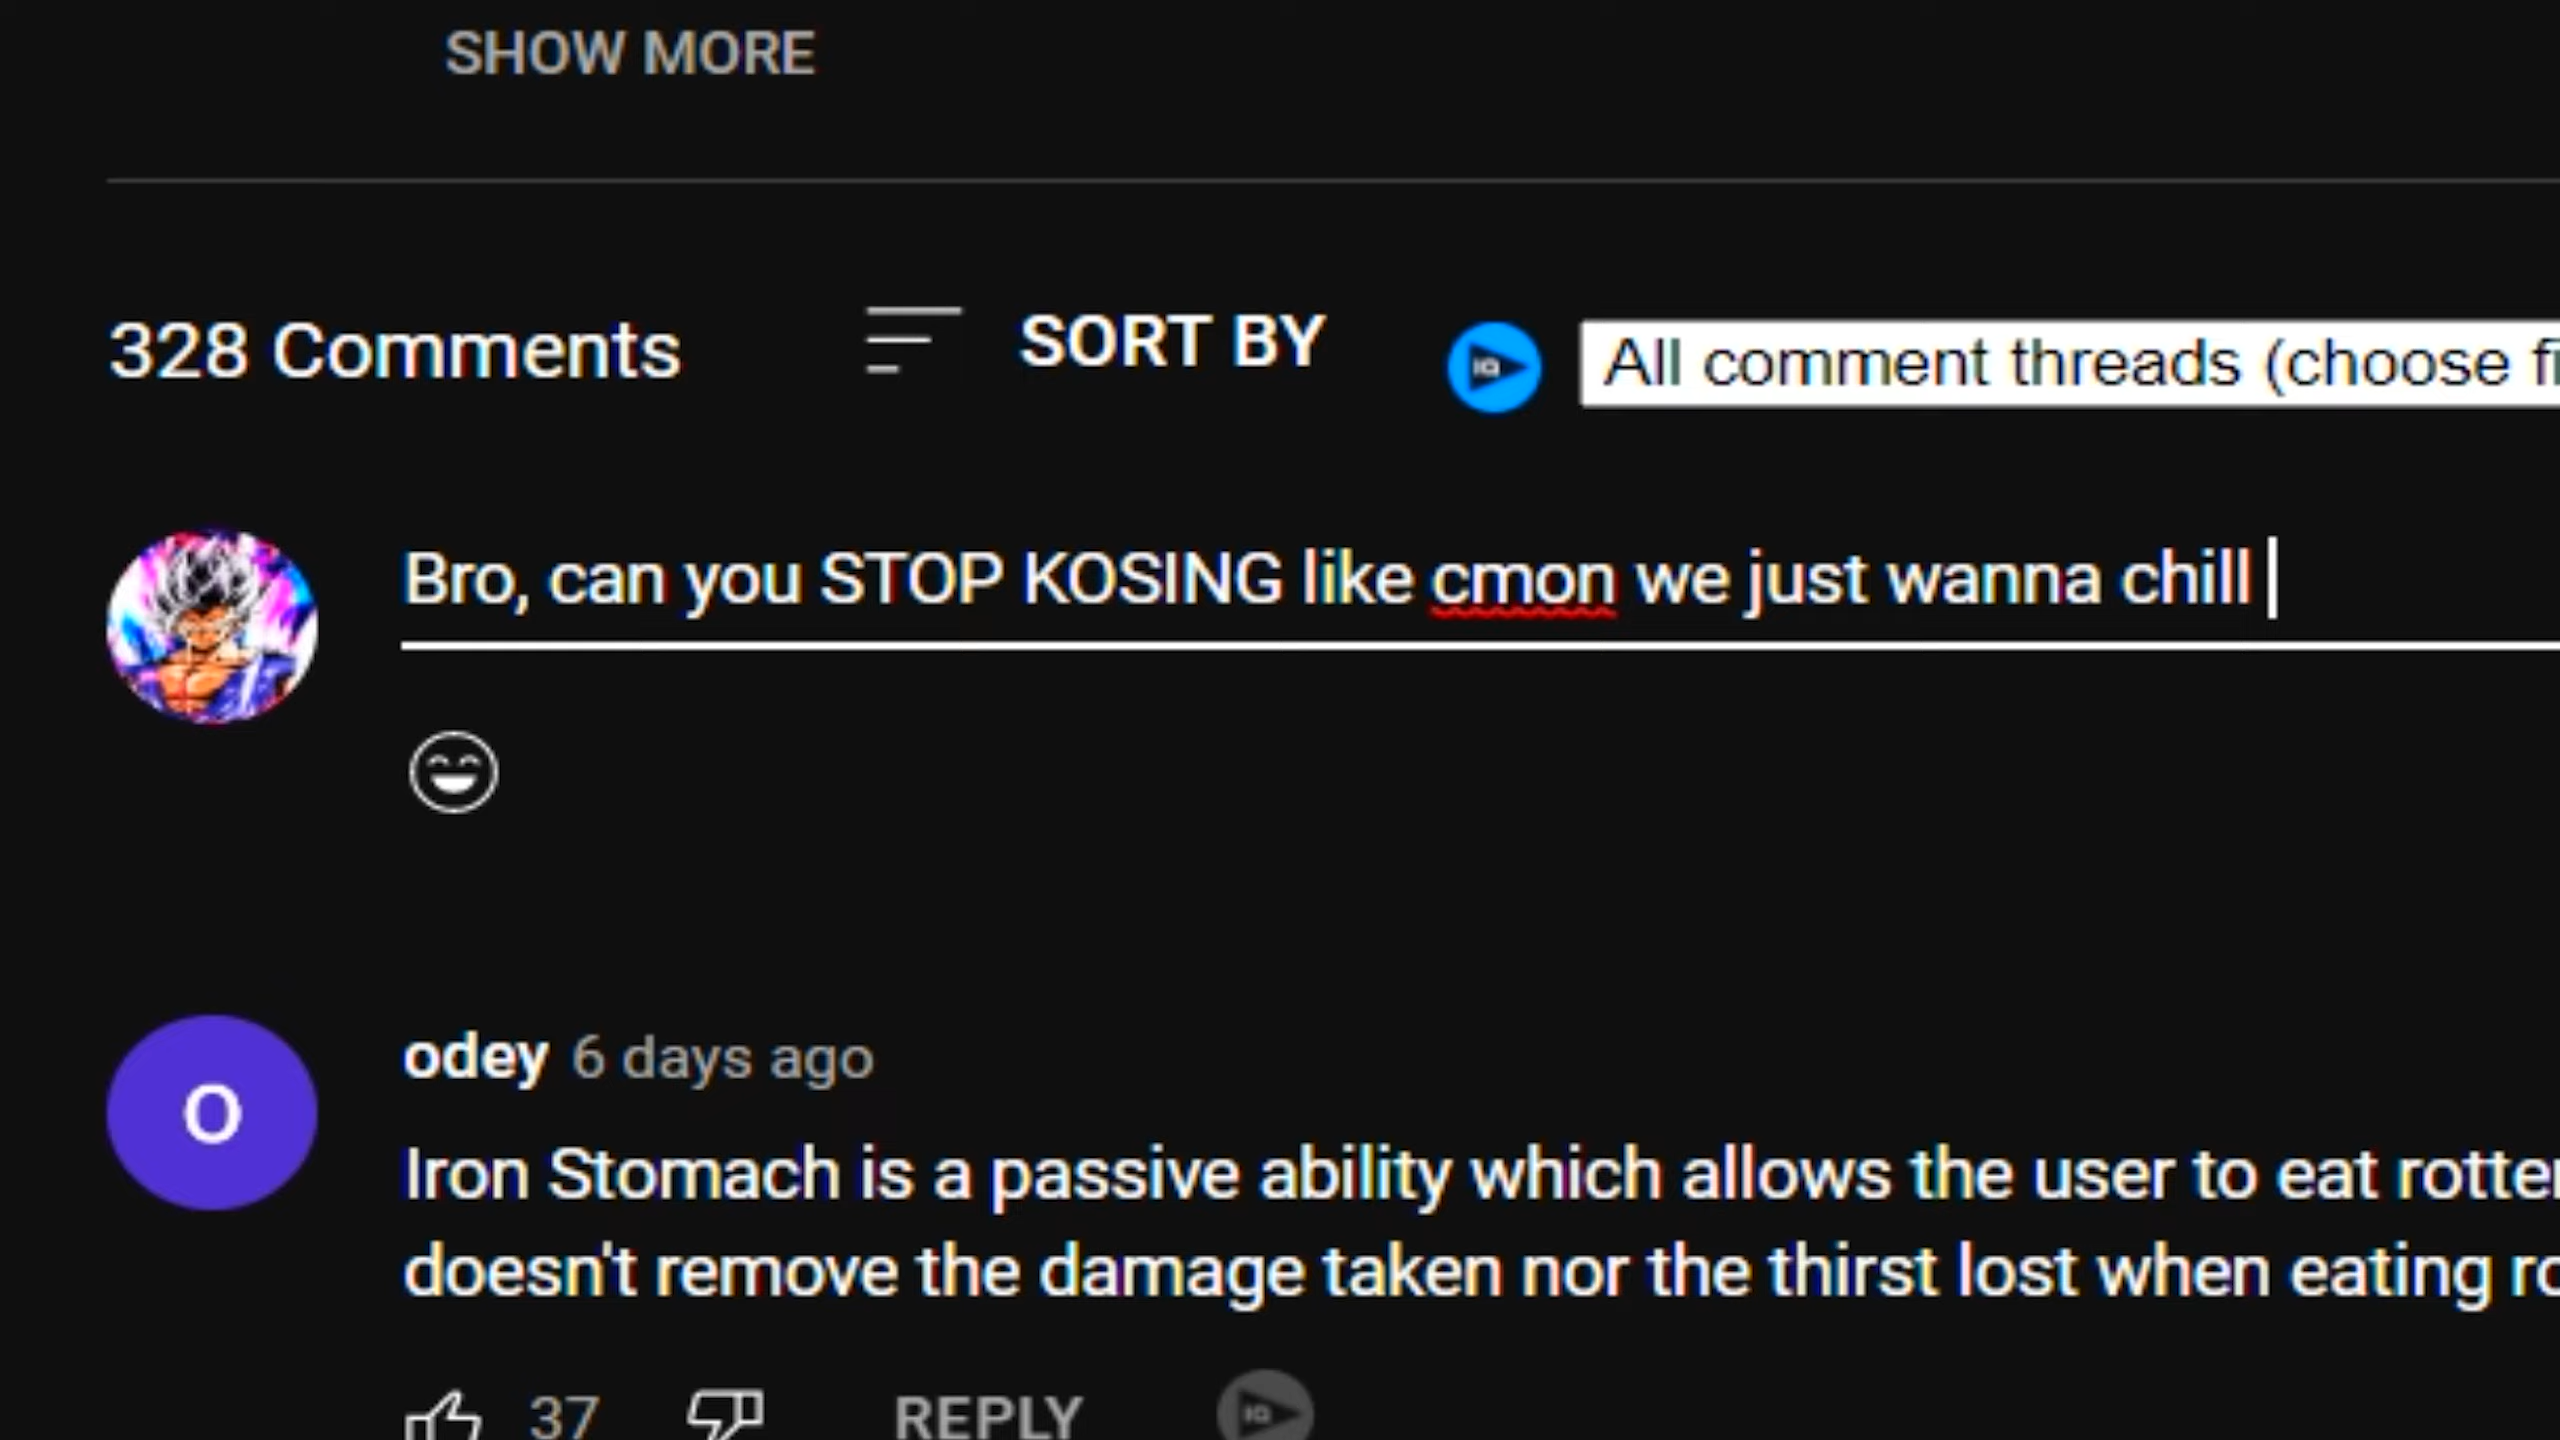 SHOW MORE
328 Comments
SORT BY
IQ
All comment threads (choose
Bro, can you STOP KOSING like cmon we just wanna chill
odey 6 days ago
O
Iron Stomach is a passive ability which allows the user to eat
doesn't remove the damage taken nor the thirst lost when eating
37
REPLY
IQ